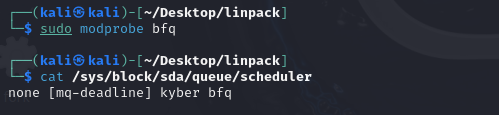 ┌──(kali㉿kali)-[~/Desktop/linpack]
└─$ sudo modprobe bfq
┌──(kali㉿kali)-[~/Desktop/linpack]
└─$ cat /sys/block/sda/queue/scheduler
none [mq-deadline] kyber bfq